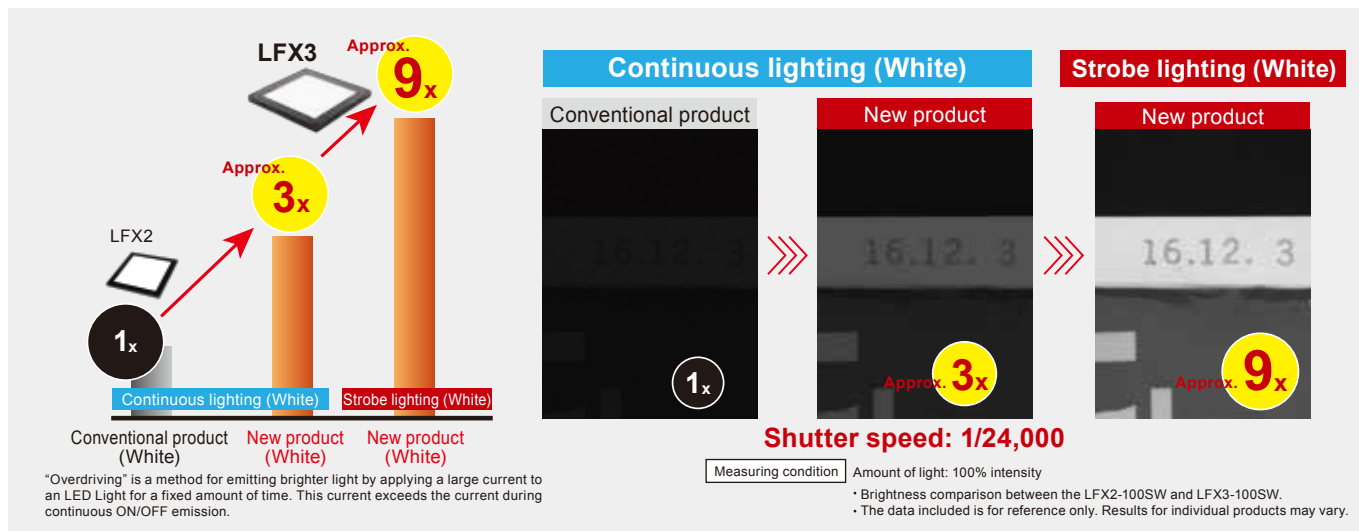 LFX3
Approx.
9x
Approx.
3x
LFX2
1x
Continuous lighting (White)
Strobe lighting (White)
Conventional product
(White)
New product
(White)
New product
(White)
“Overdriving” is a method for emitting brighter light by applying a large current to
an LED Light for a fixed amount of time. This current exceeds the current during
continuous ON/OFF emission.
Continuous lighting (White)
Strobe lighting (White)
Conventional product
New product
New product
16.12. 3
16.12. 3
16.12. 3
1x
Approx. 3x
Approx. 9x
Shutter speed: 1/24,000
Measuring condition
Amount of light: 100% intensity
・Brightness comparison between the LFX2-100SW and LFX3-100SW.
・The data included is for reference only. Results for individual products may vary.